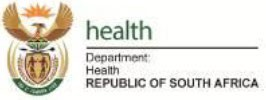 health
Department:
Health
REPUBLIC OF SOUTH AFRICA